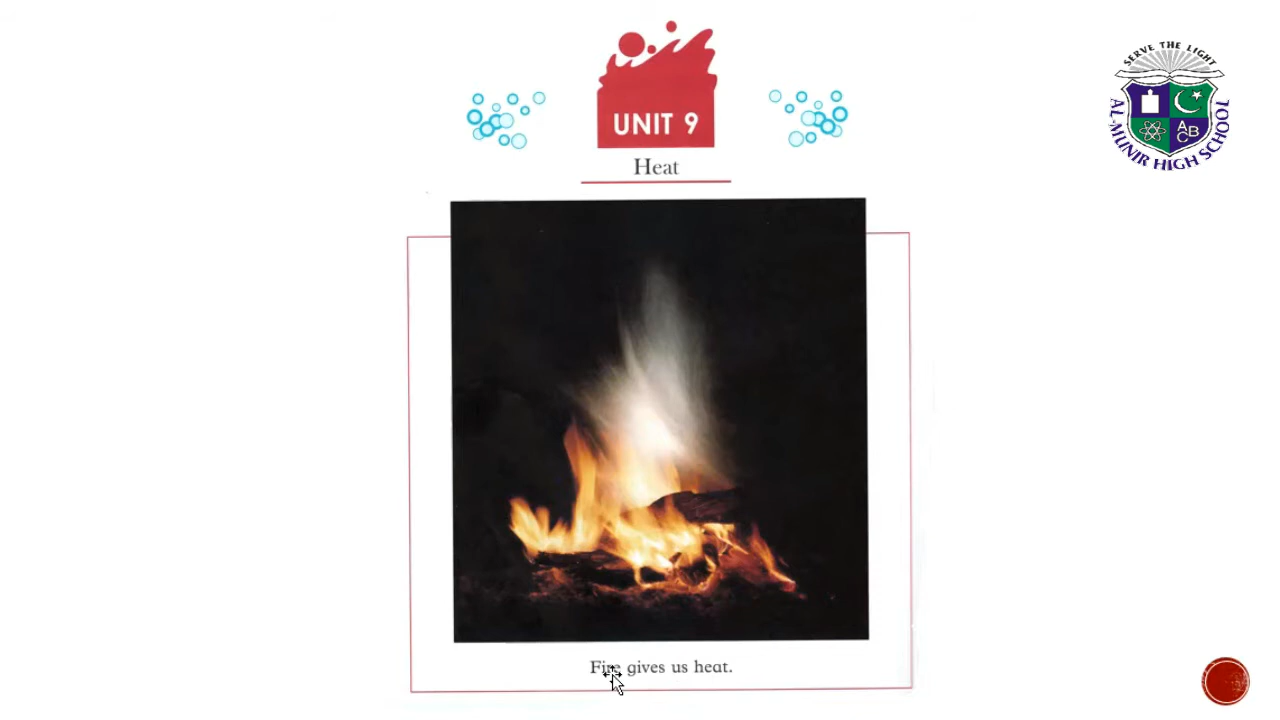 UNIT 9
Heat
SERVE THE LIGHT
AL-MUNIR HIGH SCHOOL
A
B
C
Fire gives us heat.